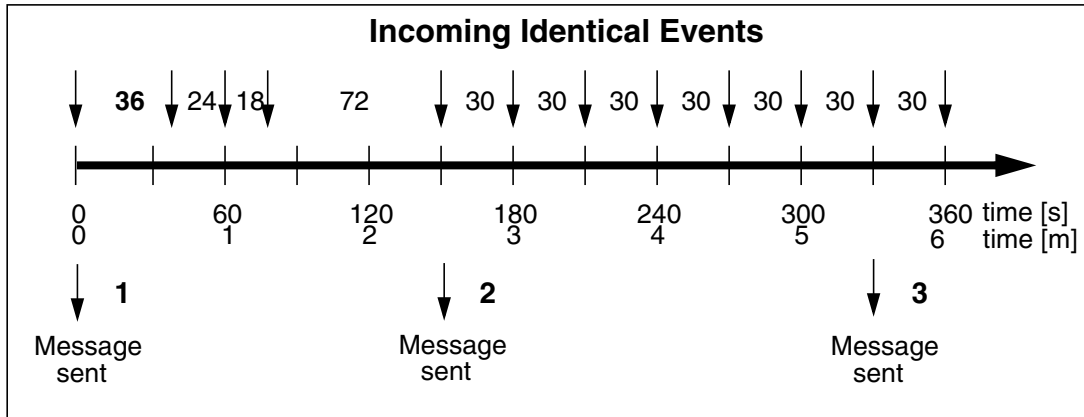 Incoming Identical Events
36 24 18 72 30 30 30 30 30 30 30
0 60 120 180 240 300 360 time [s]
0 1 2 3 4 5 6 time [m]
1 2 3
Message Message Message
sent sent sent